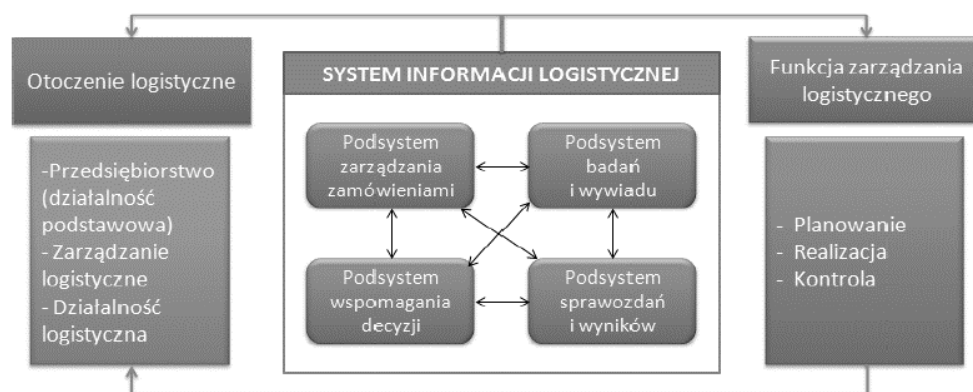 Otoczenie logistyczne
-Przedsiębiorstwo
(działalność
podstawowa)
- Zarządzanie
logistyczne
- Działalność
logistyczna
SYSTEM INFORMACJI LOGISTYCZNEJ
Podsystem
zarządzania
zamówieniami
Podsystem
badań
i wywiadu
Podsystem
wspomagania
decyzji
Podsystem
sprawozdań
i wyników
Funkcja zarządzania
logistycznego
- Planowanie
- Realizacja
- Kontrola